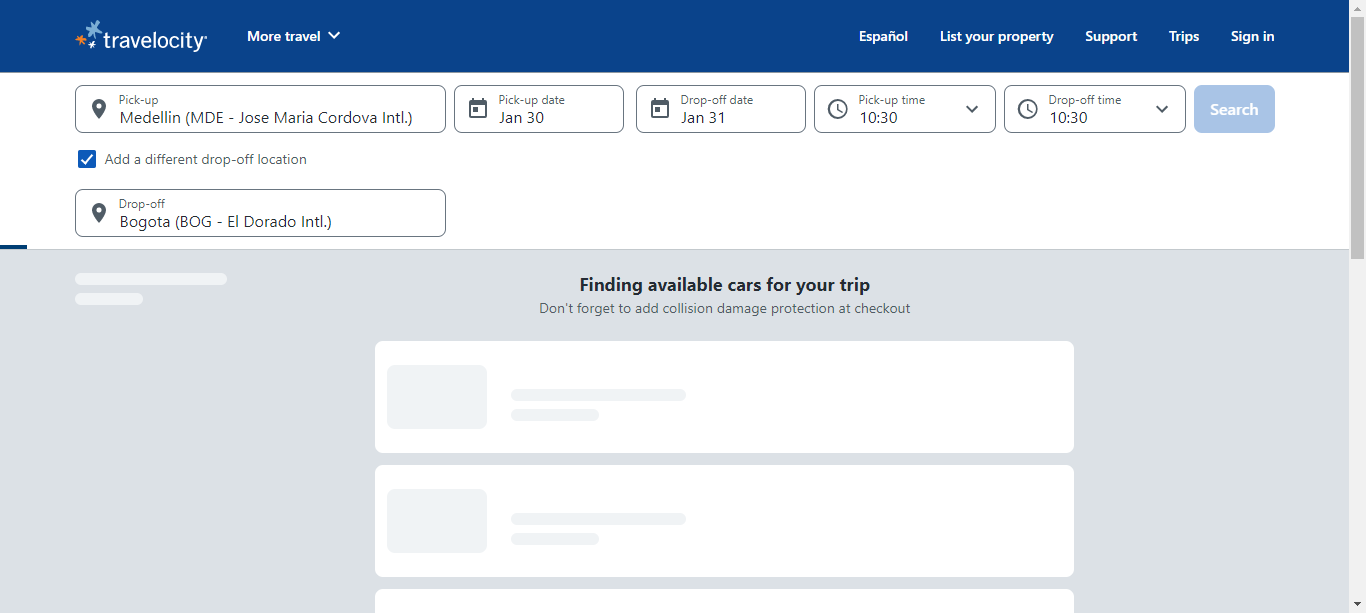 travelocity
More travel
Español
List your property
Support
Trips
Sign in
Pick-up
Medellin (MDE - Jose Maria Cordova Intl.)
Pick-up date
Jan 30
Drop-off date
Jan 31
Pick-up time
10:30
Drop-off time
10:30
Search
Add a different drop-off location
Drop-off
Bogota (BOG - El Dorado Intl.)
Finding available cars for your trip
Don't forget to add collision damage protection at checkout